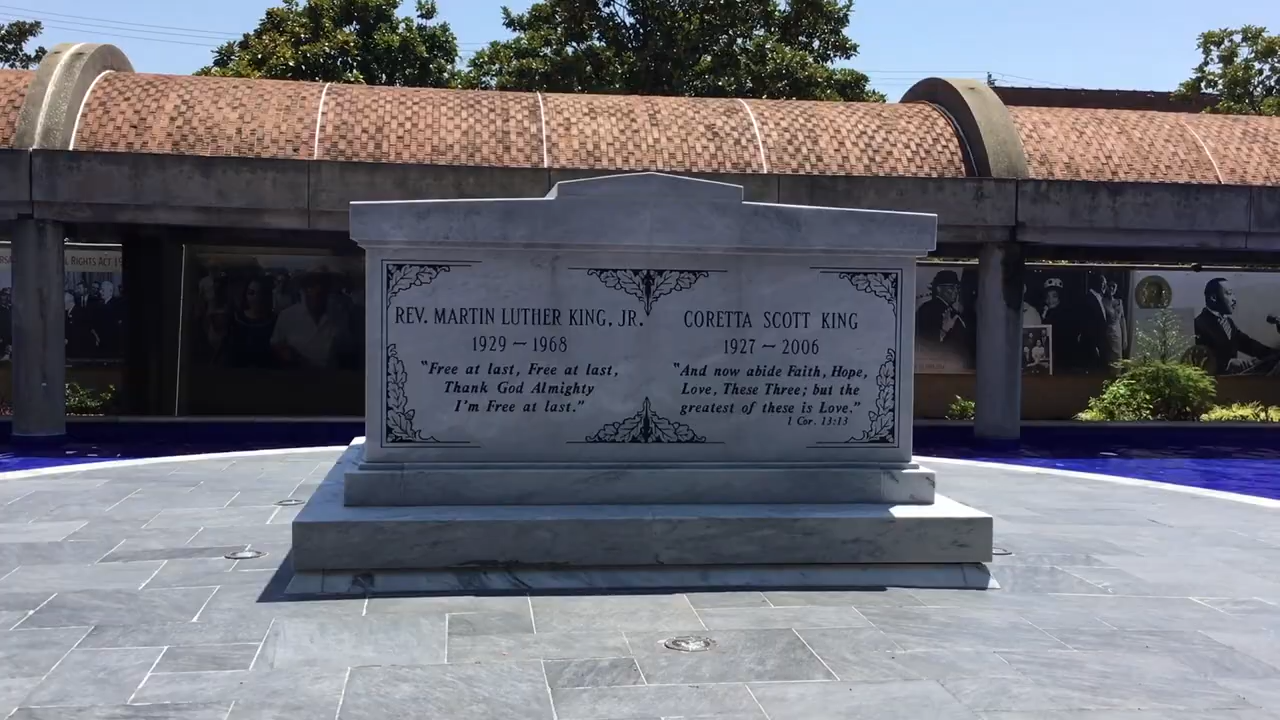 RIGHTS ACT 19
REV. MARTIN LUTHER KING, JR.
1929 – 1968
"Free at last, Free at last,
Thank God Almighty
I'm Free at last."
CORETTA SCOTT KING
1927 – 2006
"And now abide Faith, Hope,
Love, These Three; but the
greatest of these is Love."
1 Cor. 13:13